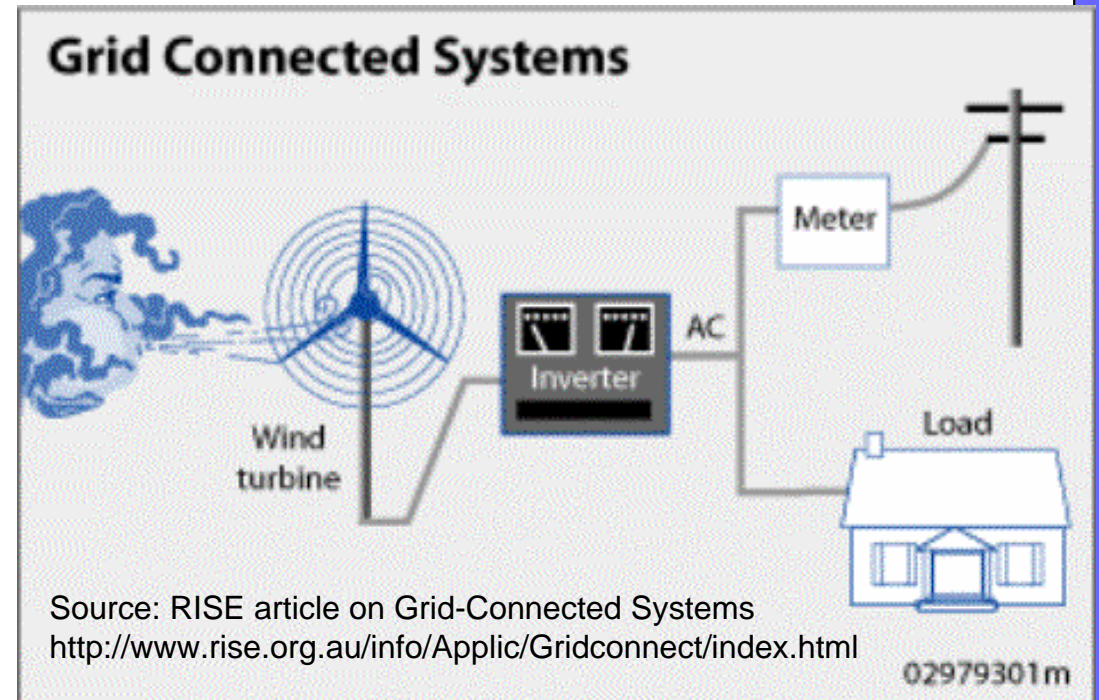 Grid Connected Systems
Meter
AC
Inverter
Wind
turbine
Load
Source: RISE article on Grid-Connected Systems
http://www.rise.org.au/info/Applic/Gridconnect/index.html
02979301m